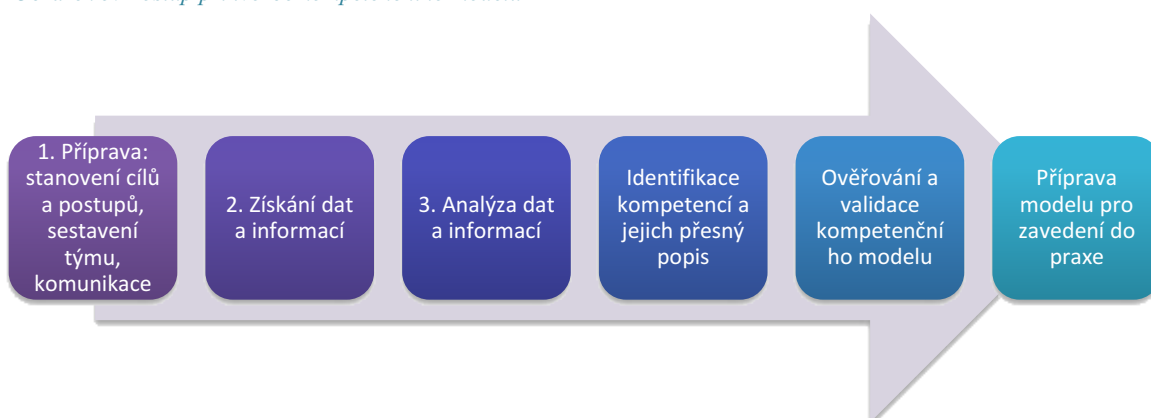 1. Příprava:
stanovení cílů
a postupů,
sestavení
týmu,
komunikace
2. Získání dat
a informací
3. Analýza dat
a informací
Identifikace
kompetencí a
jejich přesný
popis
Ověřování a
validace
kompetenční
ho modelu
Příprava
modelu pro
zavedení do
praxe